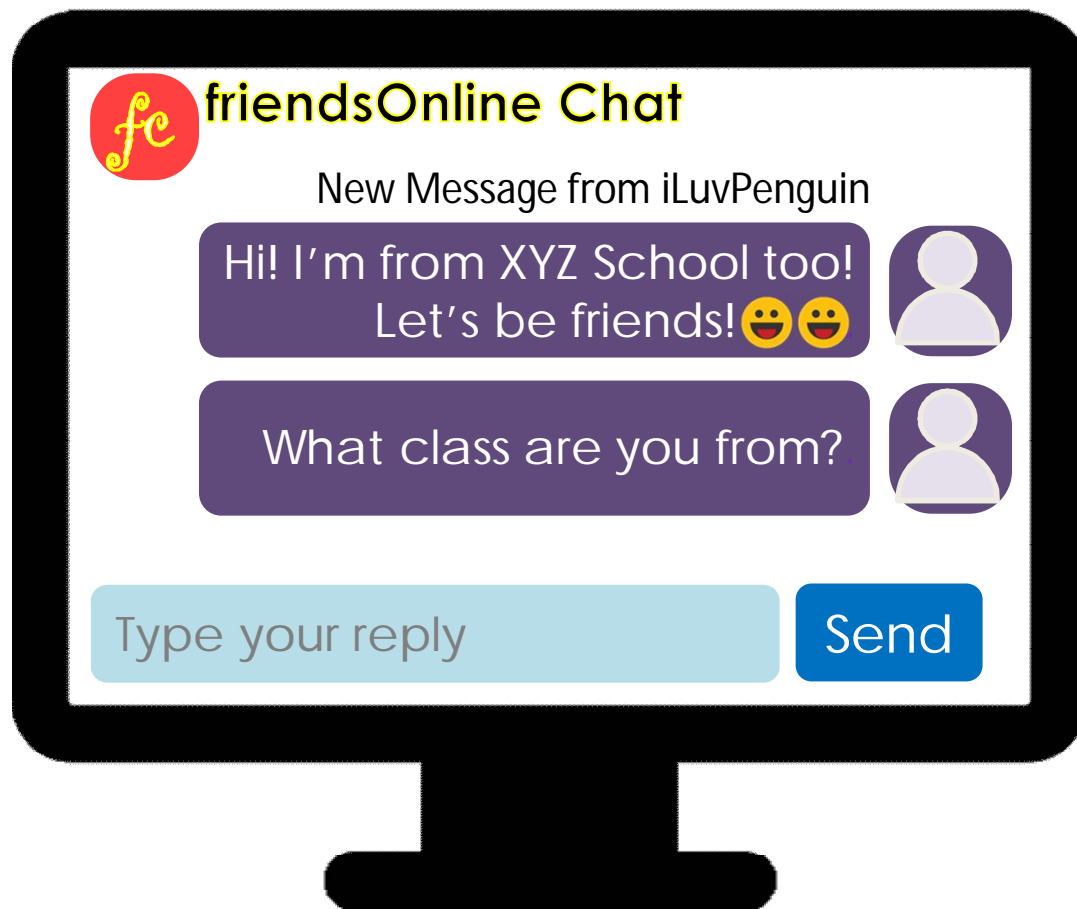 fc
friendsOnline Chat
New Message from iLuvPenguin
Hi! I'm from XYZ School too!
Let's be friends!😃😃
What class are you from?.
Type your reply
Send